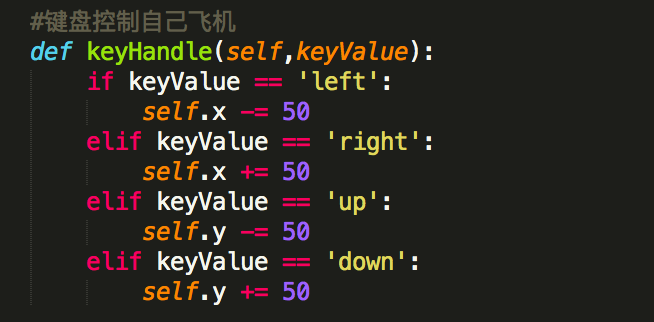 #键盘控制自己飞机
def keyHandle(self,keyValue):
    if keyValue == 'left':
        self.x -= 50
    elif keyValue == 'right':
        self.x += 50
    elif keyValue == 'up':
        self.y -= 50
    elif keyValue == 'down':
        self.y += 50